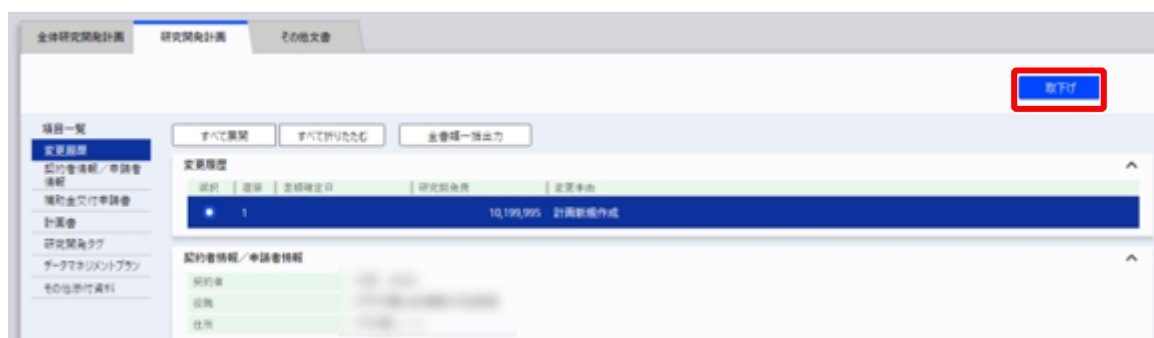 全体研究開発計画 研究開発計画 その他文書
取下げ
項目一覧
変更履歴
契約者情報／申請者
情報
補助金交付申請書
計画書
研究開発タグ
データマネジメントプラン
その他添付資料
すべて展開 すべて折りたたむ 全書類一括出力
変更履歴
選択 履版 書類確定日 研究開発費 変更事由
1 10,199,995 計画新規作成
契約者情報／申請者情報
契約者
役職
住所